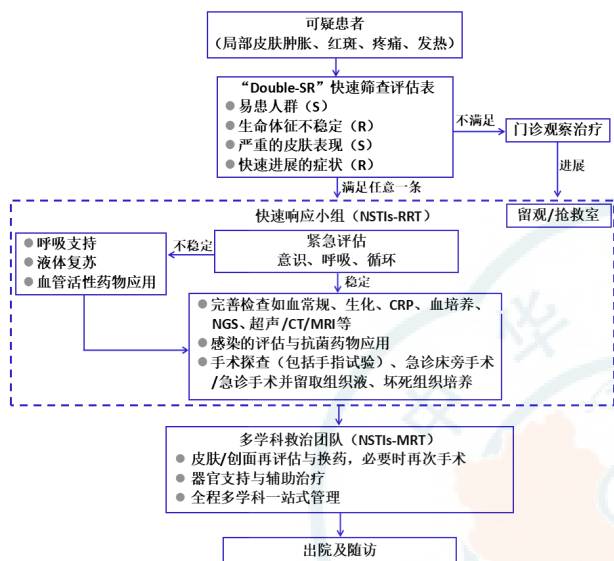 可疑患者
（局部皮肤肿胀、红斑、疼痛、发热）
“Double-SR”快速筛查评估表
●易患人群（S）
●生命体征不稳定（R）
●严重的皮肤表现（S）
●快速进展的症状（R）
不满足
门诊观察治疗
进展
满足任意一条
留观/抢救室
快速响应小组（NSTIs-RRT）
●呼吸支持
●液体复苏
●血管活性药物应用
不稳定
紧急评估
意识、呼吸、循环
稳定
●完善检查如血常规、生化、CRP、血培养、
NGS、超声/CT/MRI等
●感染的评估与抗菌药物应用
●手术探查（包括手指试验）、急诊床旁手术
/急诊手术并留取组织液、坏死组织培养
多学科救治团队（NSTIs-MRT）
●皮肤/创面再评估与换药，必要时再次手术
●器官支持与辅助治疗
●全程多学科一站式管理
出院及随访
中华